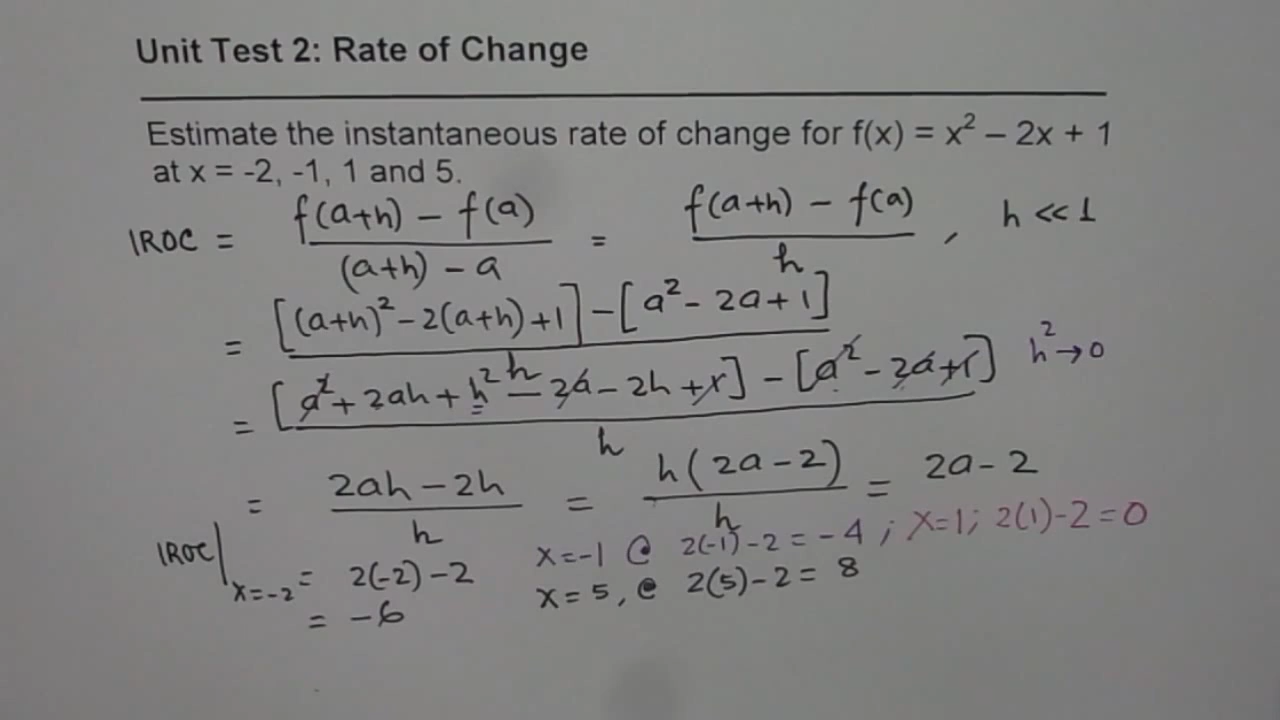 Unit Test 2: Rate of Change
Estimate the instantaneous rate of change for f(x) = x² – 2x + 1
at x = -2, -1, 1 and 5.
IROC = f(a+h) – f(a) / (a+h) – a = f(a+h) – f(a) / h , h << 1
= [(a+h)² – 2(a+h) + 1] – [a² – 2a + 1] / h
= [a² + 2ah + h² – 2a – 2h + 1] – [a² – 2a + 1] / h h² → 0
= 2ah – 2h / h = h(2a – 2) / h = 2a – 2
IROC|x=-2 = 2(-2) – 2 x = -1 @ 2(-1) – 2 = -4 ; x=1; 2(1) – 2 = 0
= -6 x = 5, @ 2(5) – 2 = 8